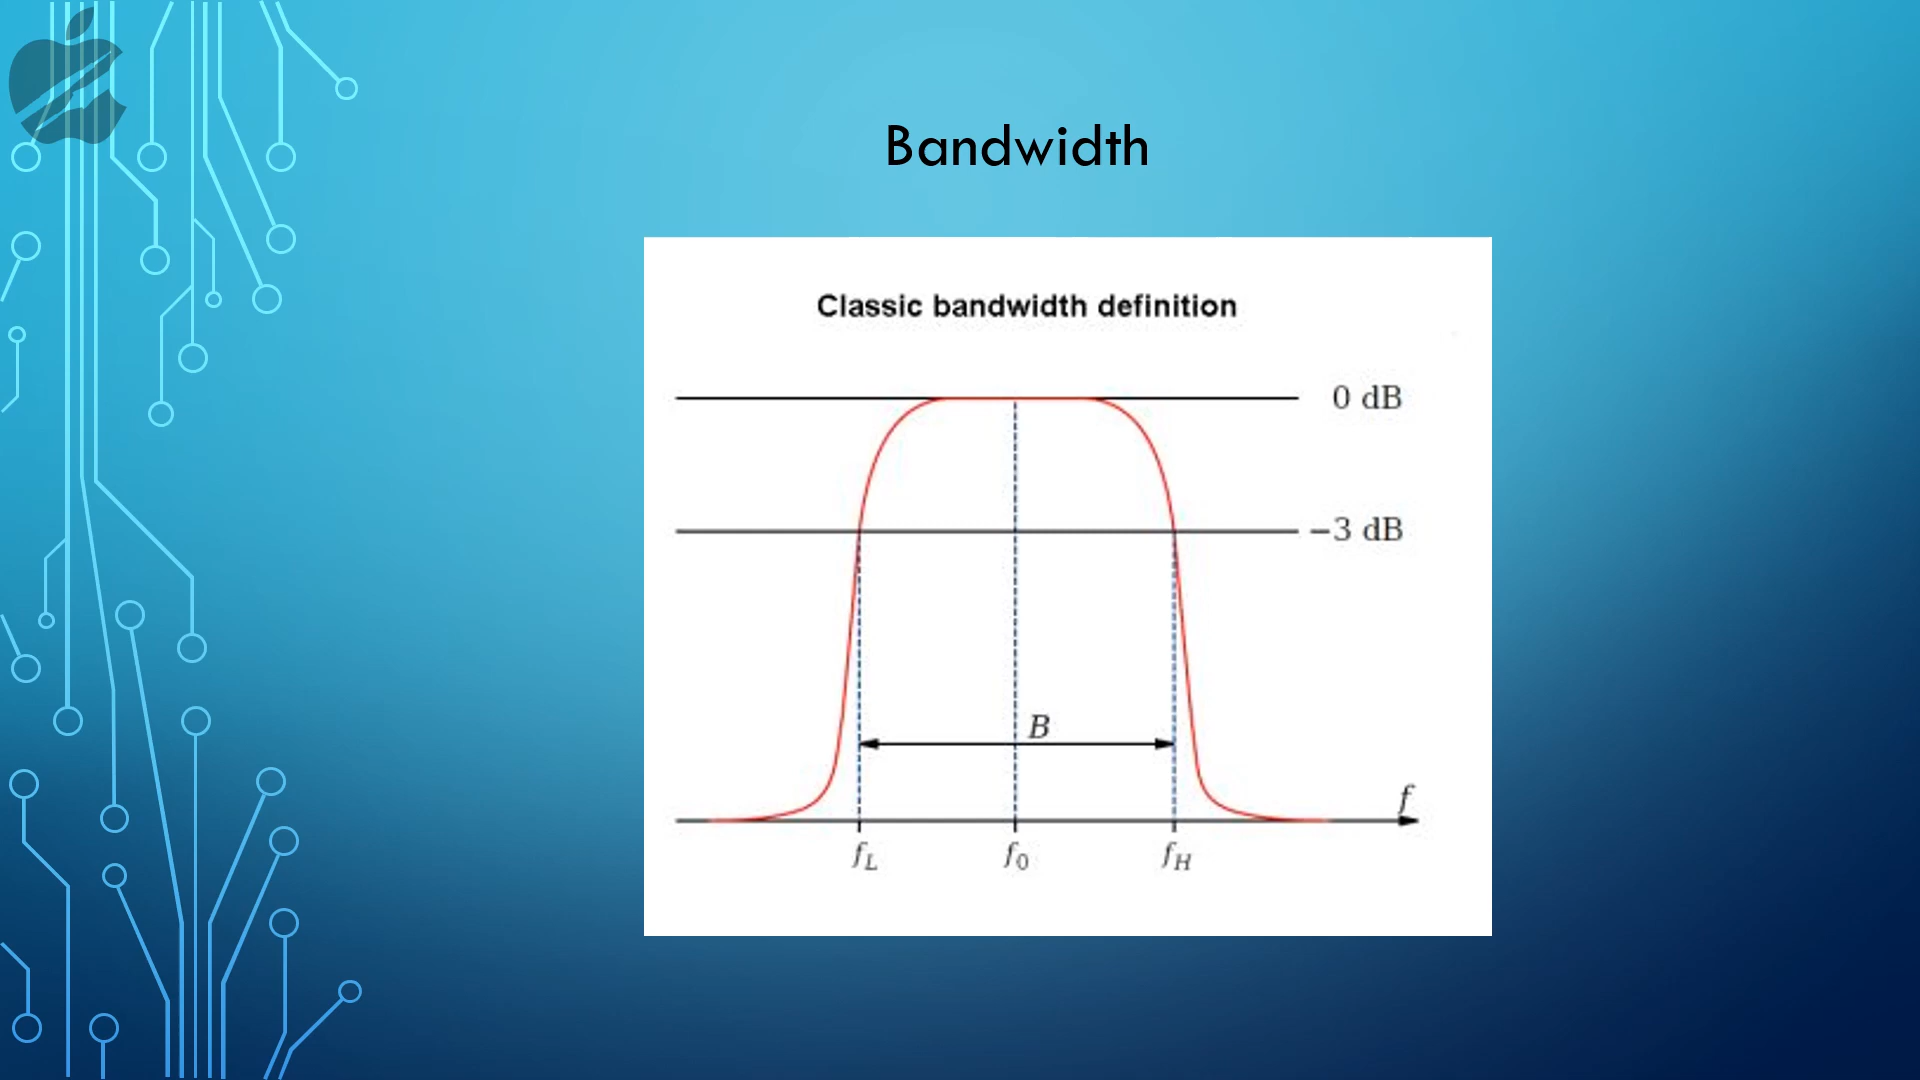 Bandwidth
Classic bandwidth definition
0 dB
−3 dB
B
f
f_L
f_0
f_H